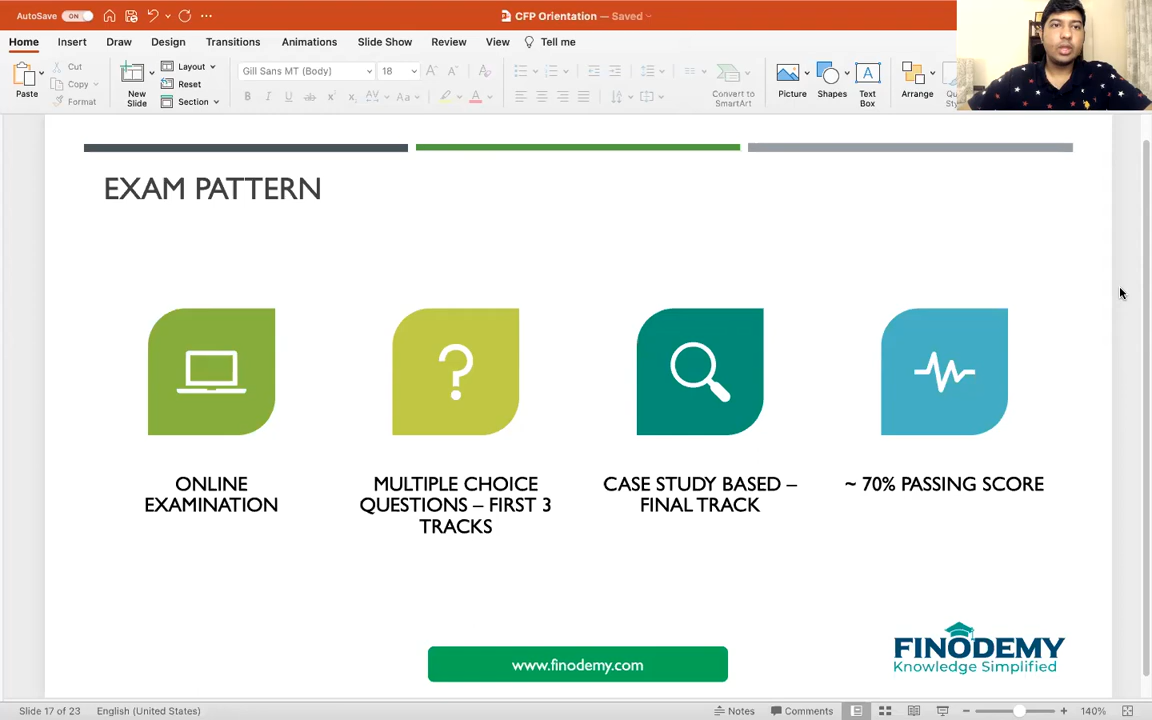 AutoSave ON
CFP Orientation — Saved
Home Insert Draw Design Transitions Animations Slide Show Review View Tell me
Paste
Cut
Copy
Format
New
Slide
Layout
Reset
Section
Gill Sans MT (Body) 18
Convert to
SmartArt
Picture
Shapes
Text
Box
Arrange
EXAM PATTERN
ONLINE
EXAMINATION
MULTIPLE CHOICE
QUESTIONS – FIRST 3
TRACKS
CASE STUDY BASED –
FINAL TRACK
~ 70% PASSING SCORE
www.finodemy.com
FINODEMY
Knowledge Simplified
Slide 17 of 23 English (United States) Notes Comments 140%